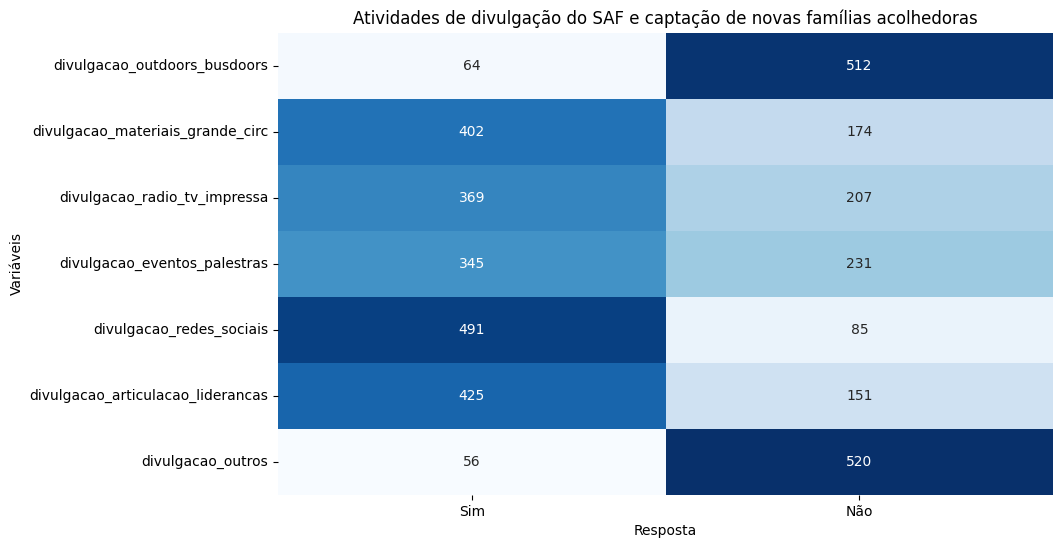 Atividades de divulgação do SAF e captação de novas famílias acolhedoras
Variáveis
divulgacao_outdoors_busdoors 64 512
divulgacao_materiais_grande_circ 402 174
divulgacao_radio_tv_impressa 369 207
divulgacao_eventos_palestras 345 231
divulgacao_redes_sociais 491 85
divulgacao_articulacao_liderancas 425 151
divulgacao_outros 56 520
Sim Não
Resposta